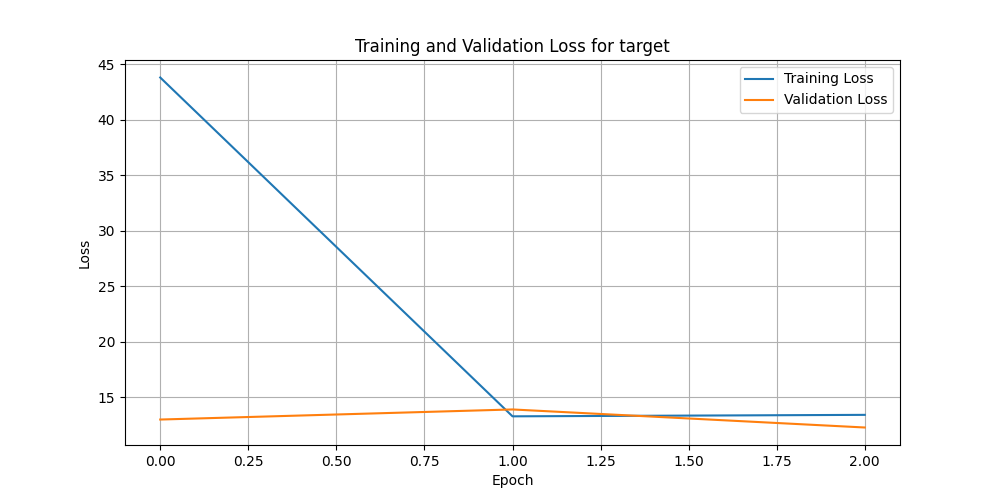 Training and Validation Loss for target
Training Loss
Validation Loss
Loss
45
40
35
30
25
20
15
0.00 0.25 0.50 0.75 1.00 1.25 1.50 1.75 2.00
Epoch